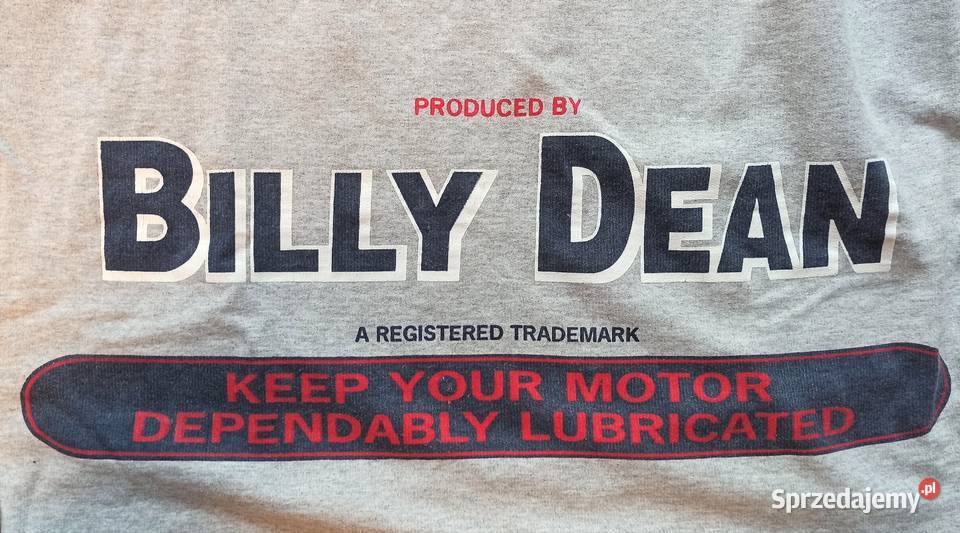 PRODUCED BY
BILLY DEAN
A REGISTERED TRADEMARK
KEEP YOUR MOTOR
DEPENDABLY LUBRICATED
Sprzedajemy.pl